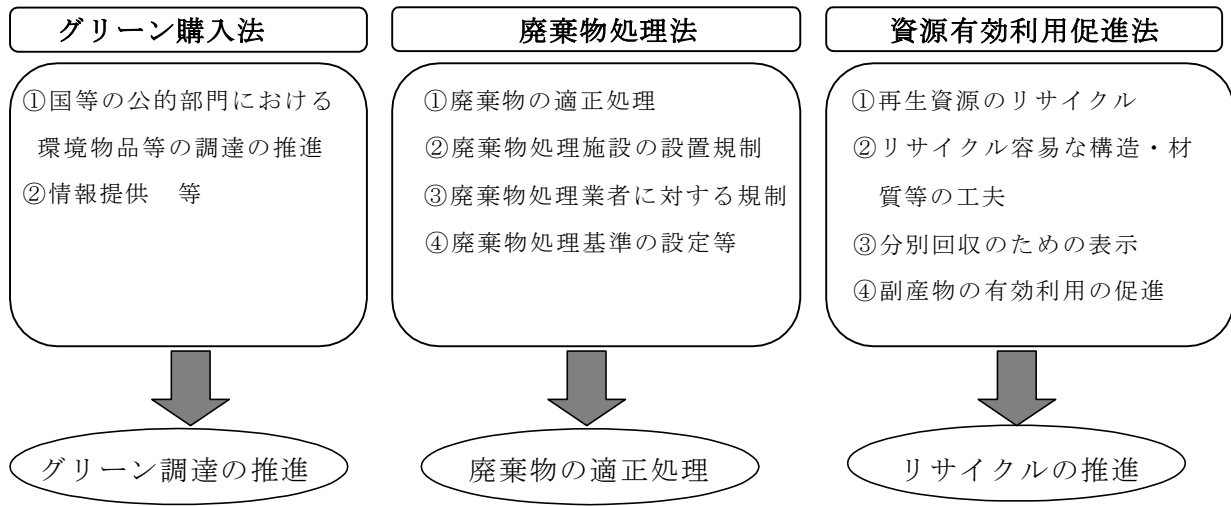 グリーン購入法
①国等の公的部門における
環境物品等の調達の推進
②情報提供　等
グリーン調達の推進
廃棄物処理法
①廃棄物の適正処理
②廃棄物処理施設の設置規制
③廃棄物処理業者に対する規制
④廃棄物処理基準の設定等
廃棄物の適正処理
資源有効利用促進法
①再生資源のリサイクル
②リサイクル容易な構造・材
質等の工夫
③分別回収のための表示
④副産物の有効利用の促進
リサイクルの推進